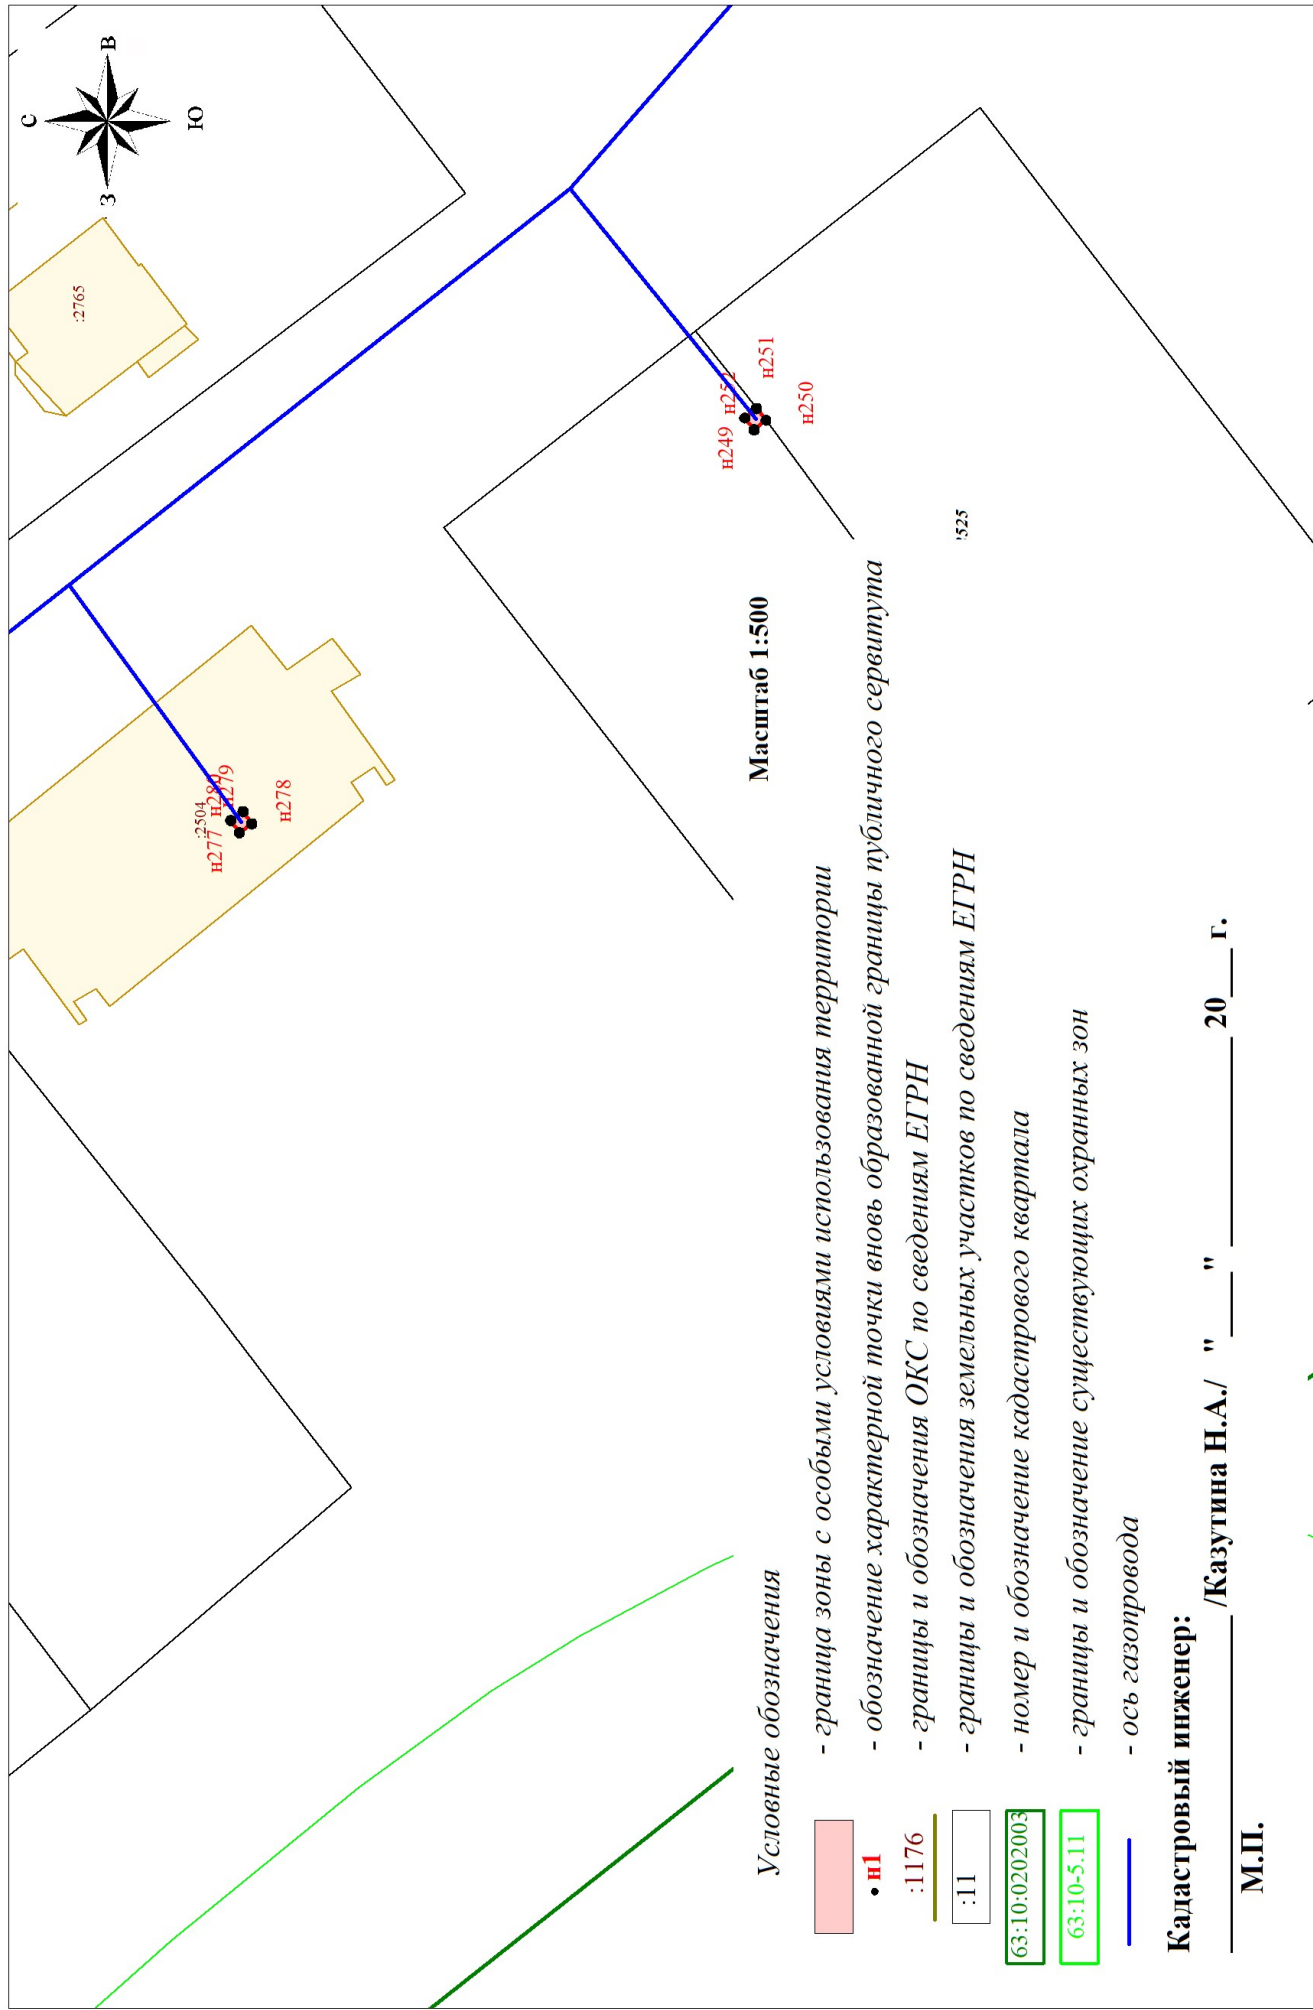 С
З
В
Ю
:2765
:2504
н277
н280
н279
н278
н249
н252
н251
н250
Масштаб 1:500
Условные обозначения
- граница зоны с особыми условиями использования территории
• н1 - обозначение характерной точки вновь образованной границы публичного сервитута
:1176 - границы и обозначения ОКС по сведениям ЕГРН
:11 - границы и обозначения земельных участков по сведениям ЕГРН
63:10:0202003 - номер и обозначение кадастрового квартала
63:10-5.11 - границы и обозначение существующих охранных зон
- ось газопровода
Кадастровый инженер:
/Казутина Н.А./ " " 20 г.
М.П.